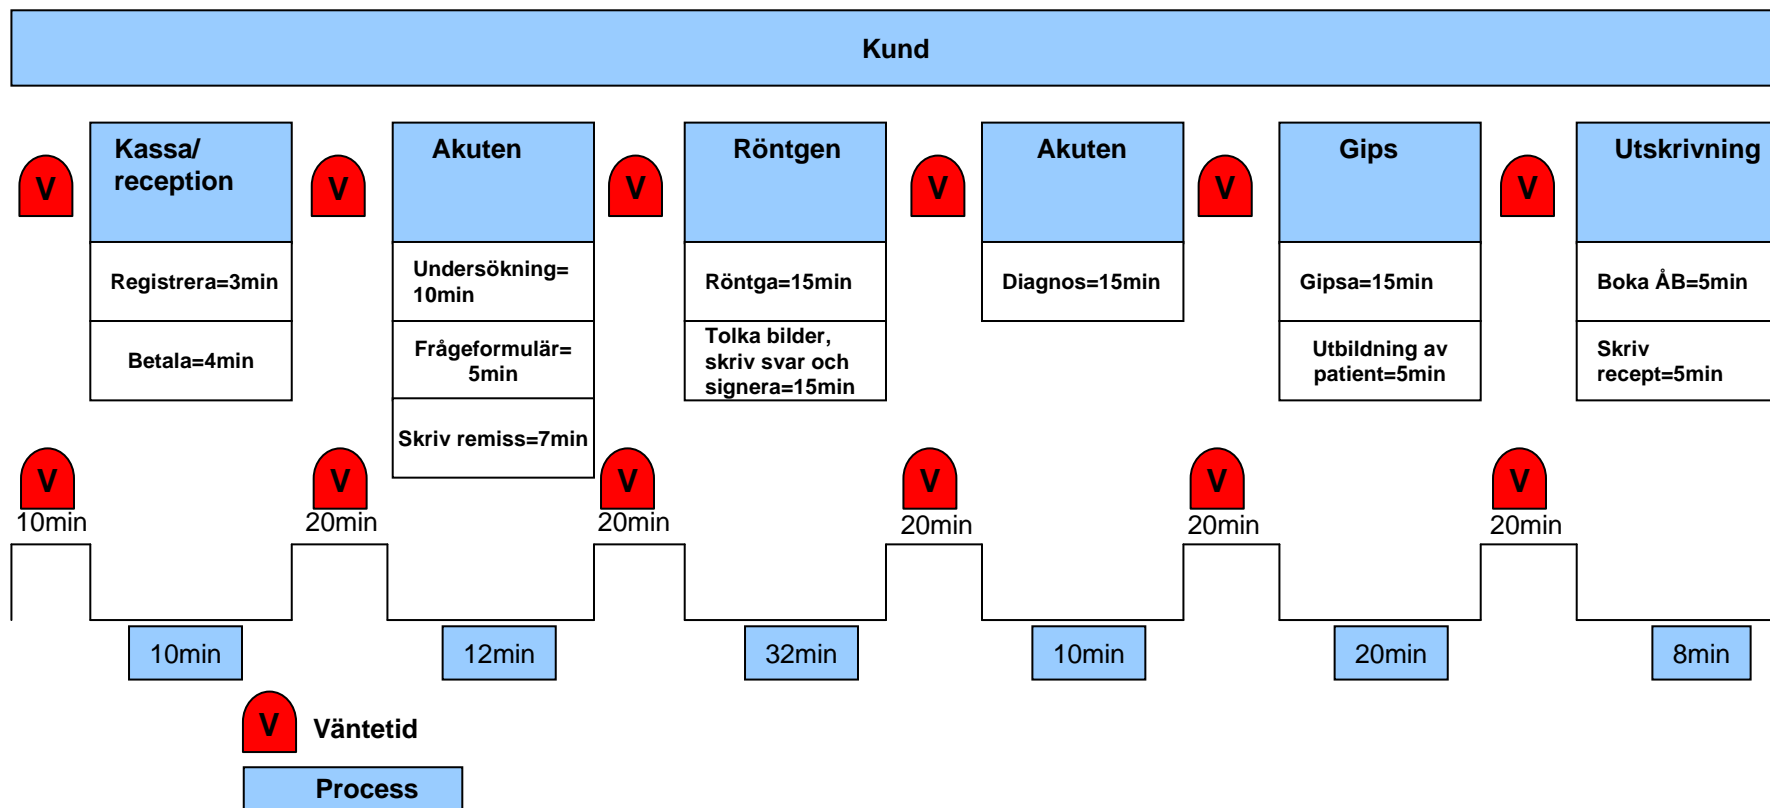 Kund
Kassa/
reception
Akuten
Röntgen
Akuten
Gips
Utskrivning
V
V
V
V
V
V
Registrera=3min
Undersökning=
10min
Röntga=15min
Diagnos=15min
Gipsa=15min
Boka ÅB=5min
Betala=4min
Frågeformulär=
5min
Tolka bilder,
skriv svar och
signera=15min
Utbildning av
patient=5min
Skriv
recept=5min
Skriv remiss=7min
V
V
V
V
V
V
10min
20min
20min
20min
20min
20min
10min
12min
32min
10min
20min
8min
V
Väntetid
Process